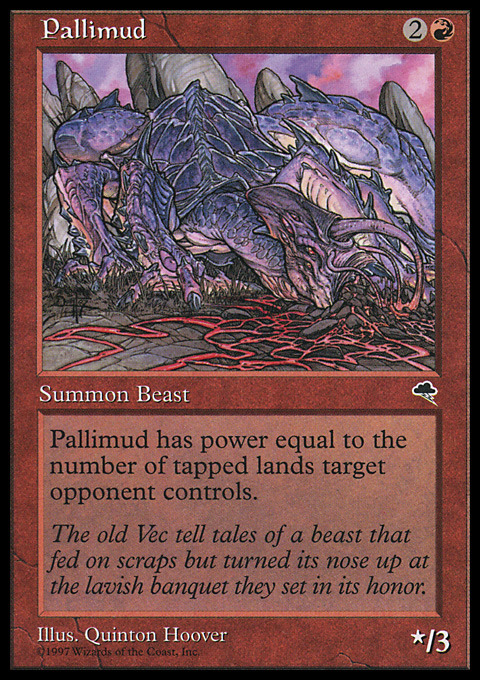 Pallimud 2
Summon Beast
Pallimud has power equal to the
number of tapped lands target
opponent controls.
The old Vec tell tales of a beast that
fed on scraps but turned its nose up at
the lavish banquet they set in its honor.
Illus. Quinton Hoover
©1997 Wizards of the Coast, Inc.
*/3